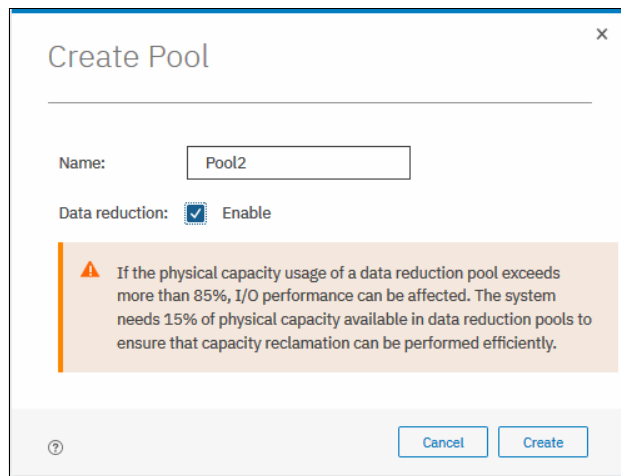 Create Pool
Name: Pool2
Data reduction: Enable
If the physical capacity usage of a data reduction pool exceeds
more than 85%, I/O performance can be affected. The system
needs 15% of physical capacity available in data reduction pools to
ensure that capacity reclamation can be performed efficiently.
Cancel Create